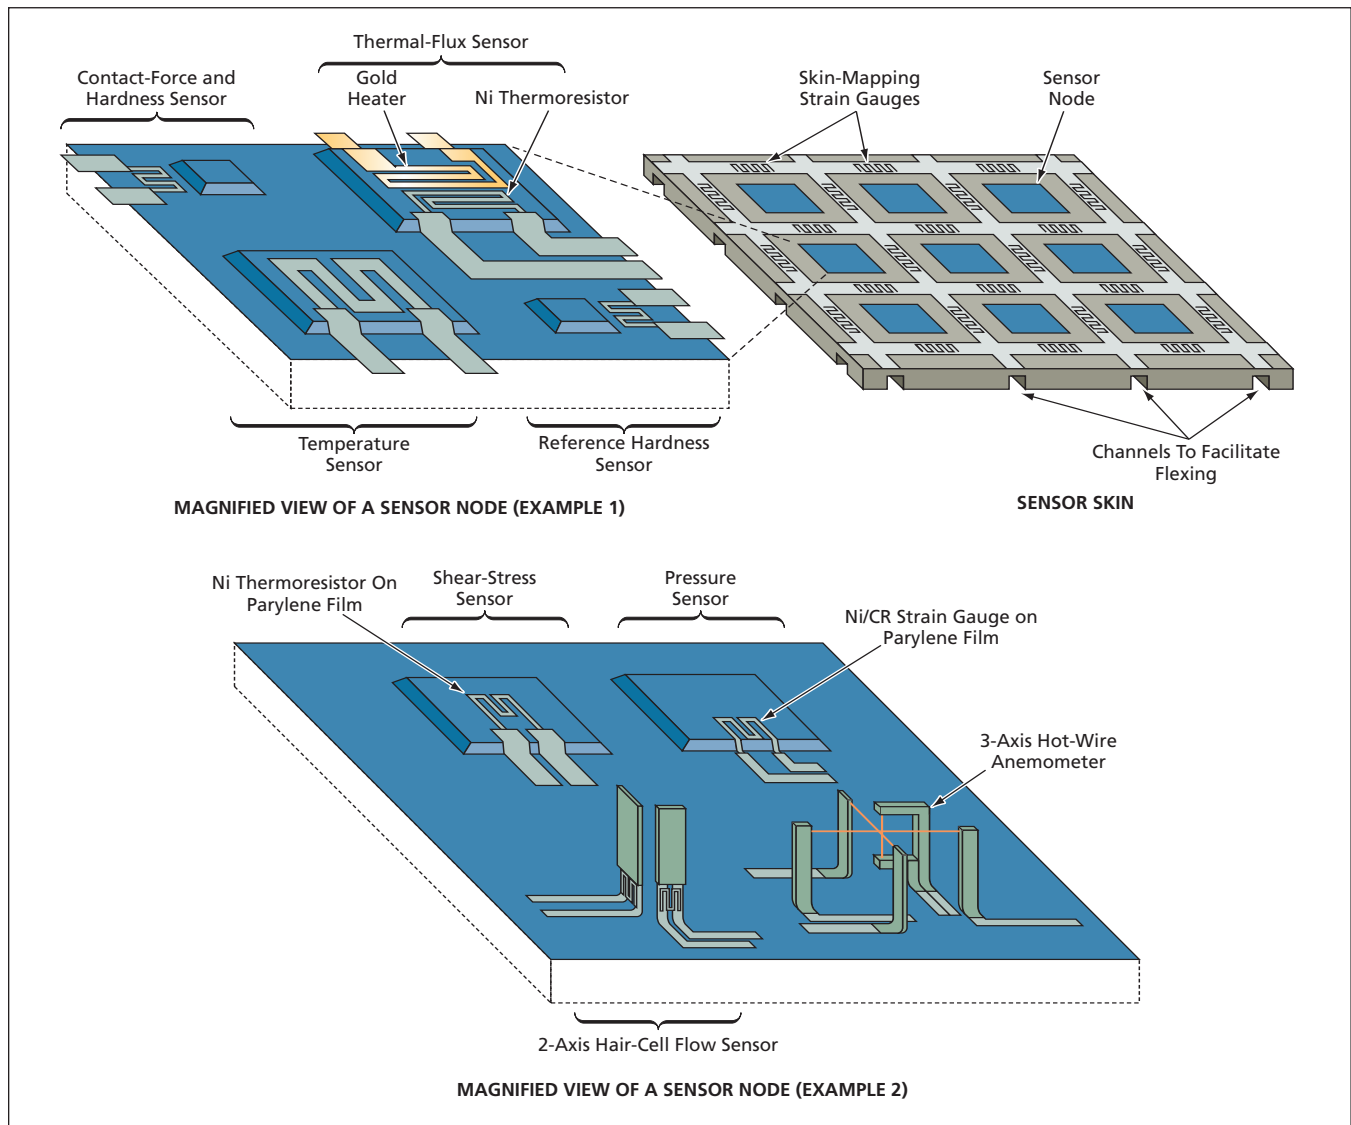 Thermal-Flux Sensor
Contact-Force and
Hardness Sensor
Gold
Heater
Ni Thermoresistor
Skin-Mapping
Strain Gauges
Sensor
Node
Temperature
Sensor
Reference Hardness
Sensor
Channels To Facilitate
Flexing
MAGNIFIED VIEW OF A SENSOR NODE (EXAMPLE 1)
SENSOR SKIN
Ni Thermoresistor On
Parylene Film
Shear-Stress
Sensor
Pressure
Sensor
Ni/CR Strain Gauge on
Parylene Film
3-Axis Hot-Wire
Anemometer
2-Axis Hair-Cell Flow Sensor
MAGNIFIED VIEW OF A SENSOR NODE (EXAMPLE 2)